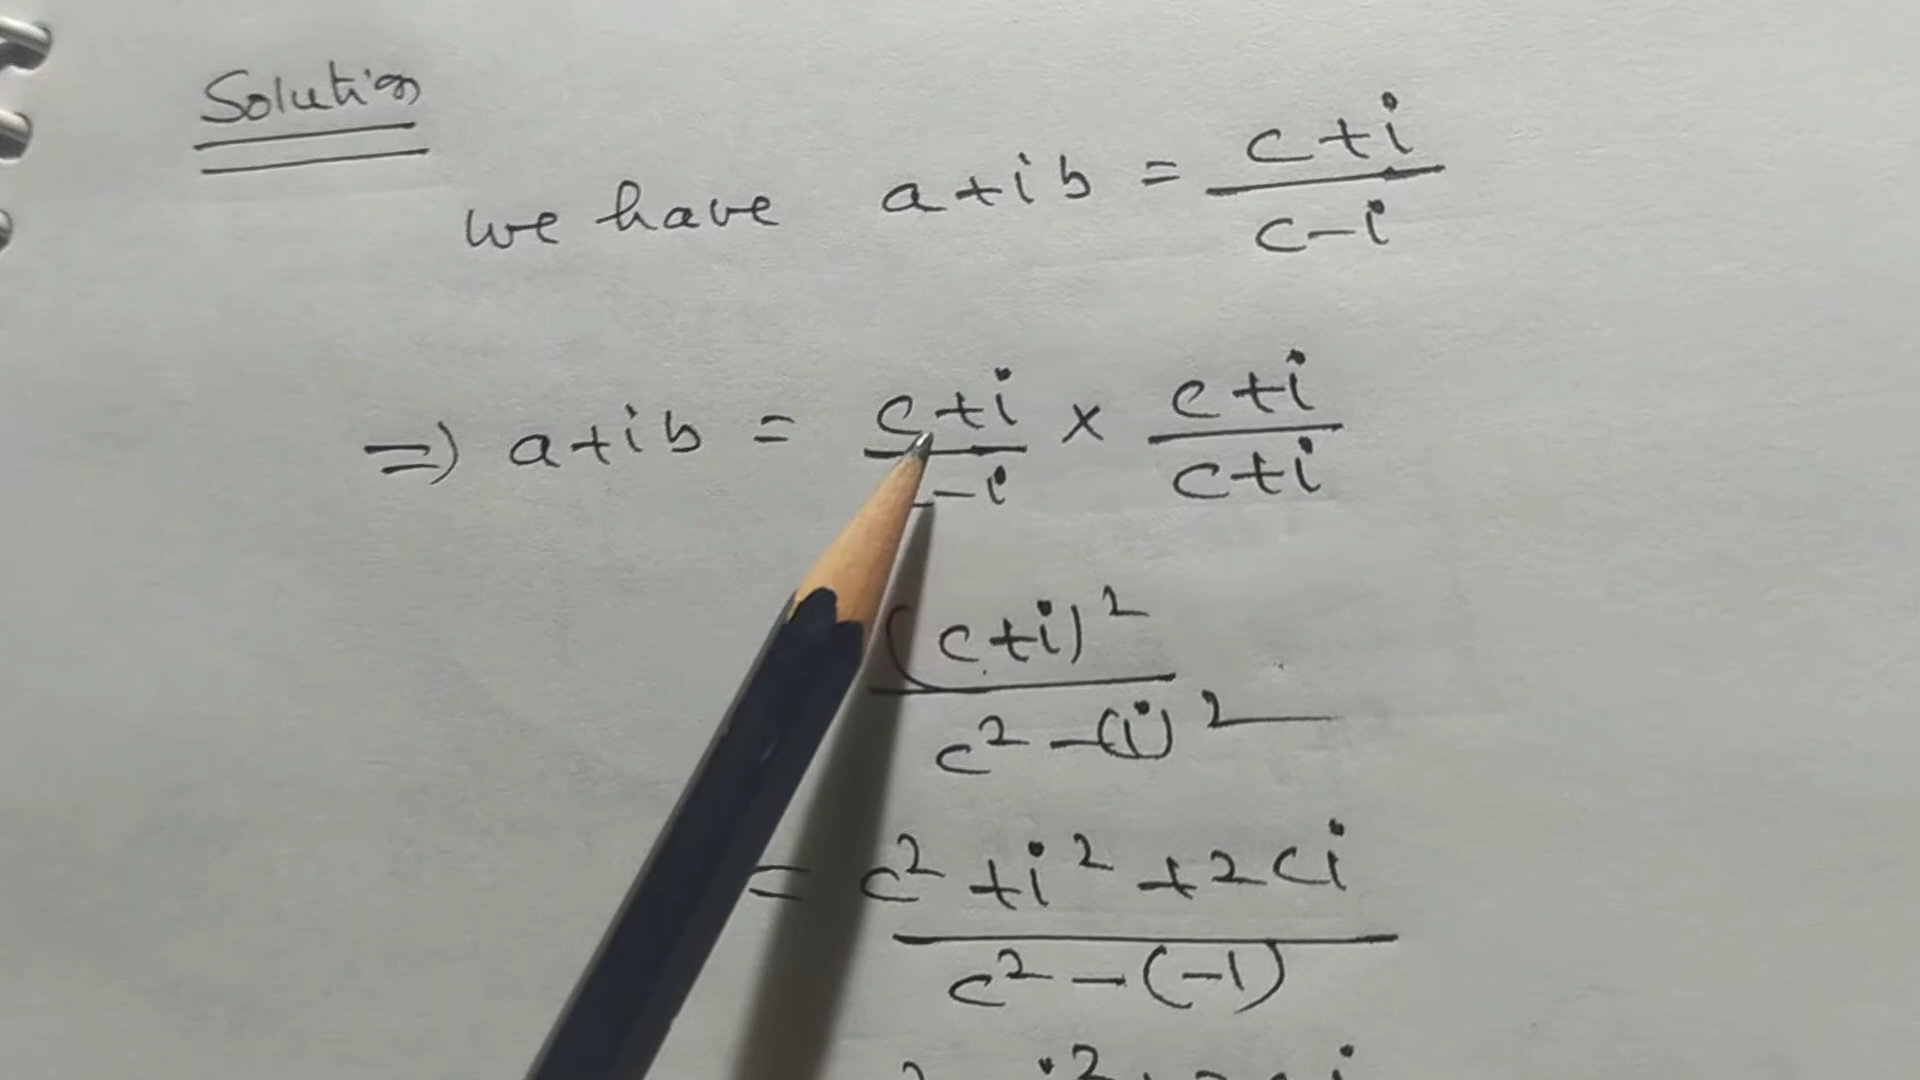 Solution
we have a+ib = c+i / c-i
=) a+ib = c+i / -i × c+i / c+i
(c+i)² / c² -(i)²
= c² +i² +2ci / c² -(-1)